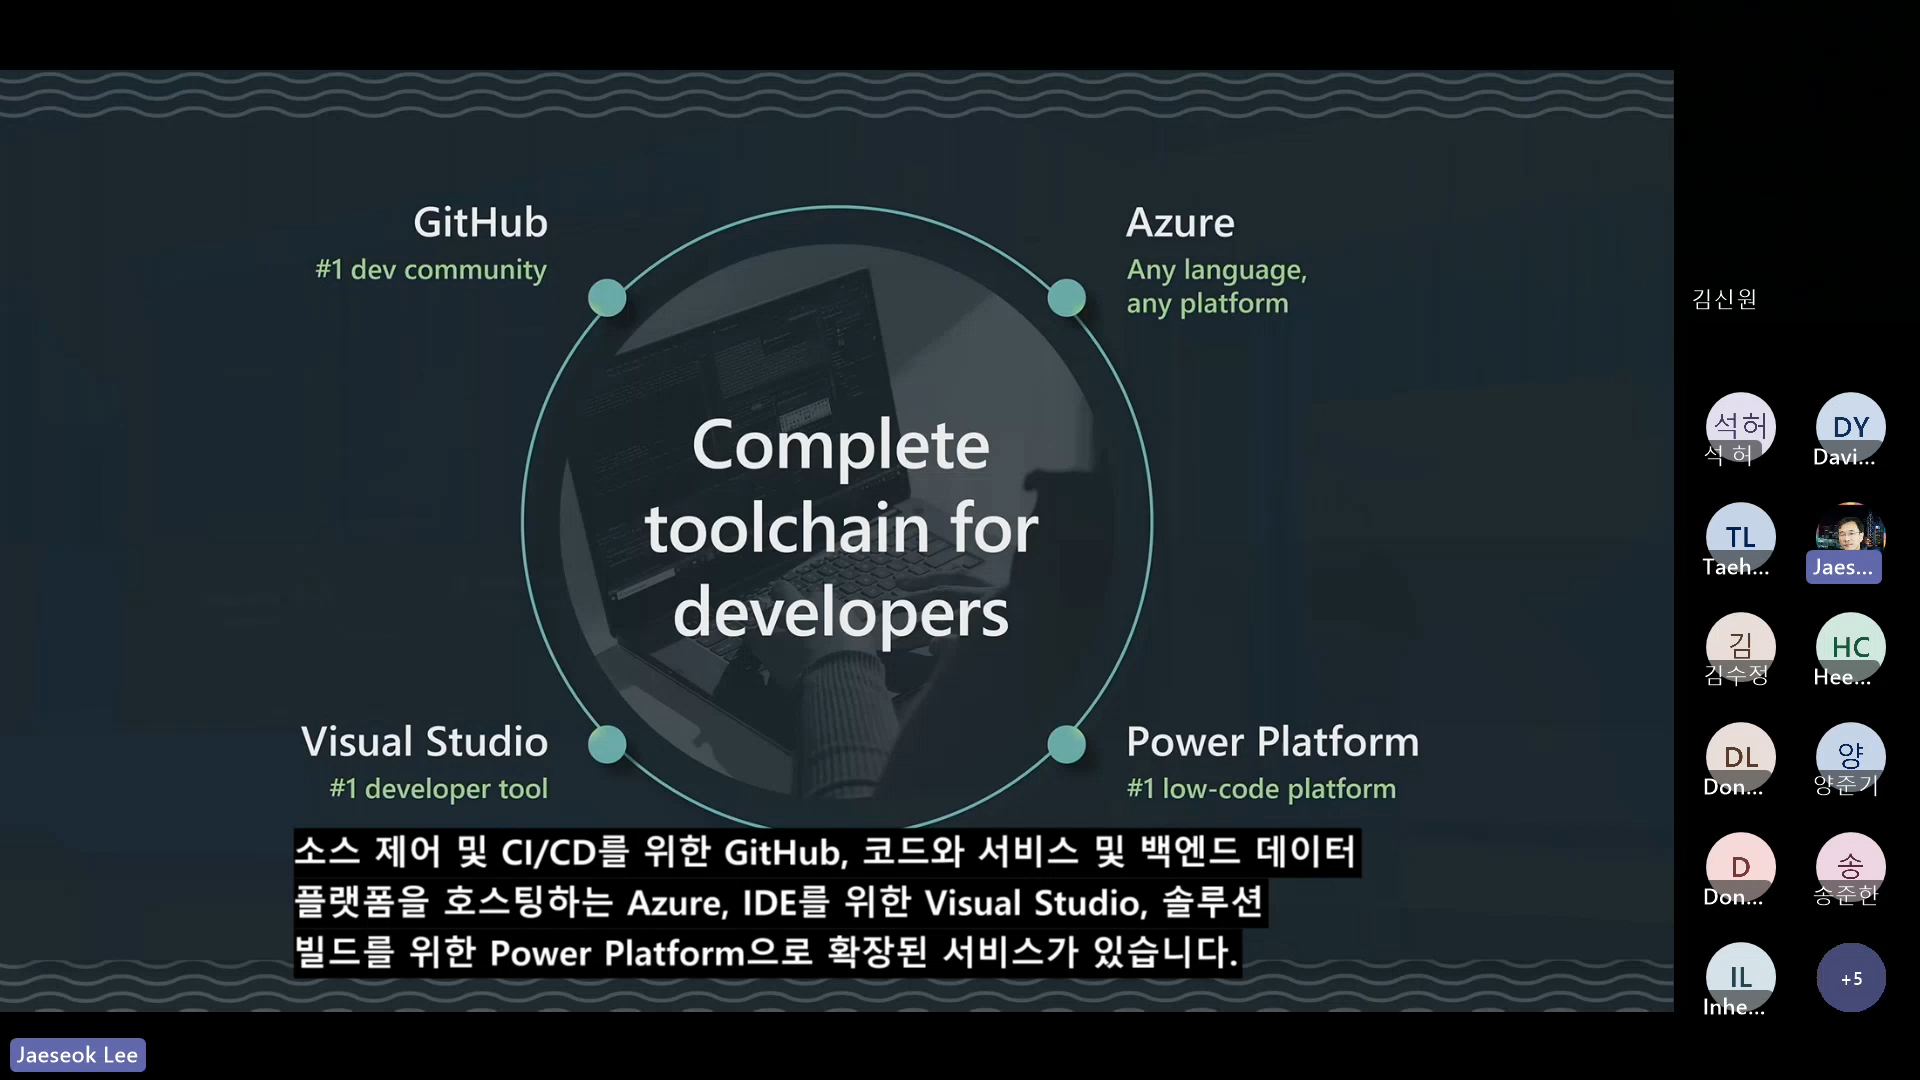 GitHub
#1 dev community
Azure
Any language,
any platform
Complete
toolchain for
developers
Visual Studio
#1 developer tool
Power Platform
#1 low-code platform
소스 제어 및 CI/CD를 위한 GitHub, 코드와 서비스 및 백엔드 데이터
플랫폼을 호스팅하는 Azure, IDE를 위한 Visual Studio, 솔루션
빌드를 위한 Power Platform으로 확장된 서비스가 있습니다.
김신원
석허
석 허
DY
Davi...
TL
Taeh...
Jaes...
김
김수정
HC
Hee...
DL
Don...
양
양준기
D
Don...
송
송준한
IL
Inhe...
+5
Jaeseok Lee